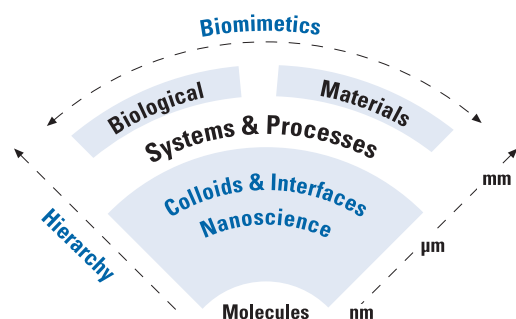 Biomimetics
Biological
Materials
Systems & Processes
mm
Colloids & Interfaces
Nanoscience
Hierarchy
µm
Molecules
nm